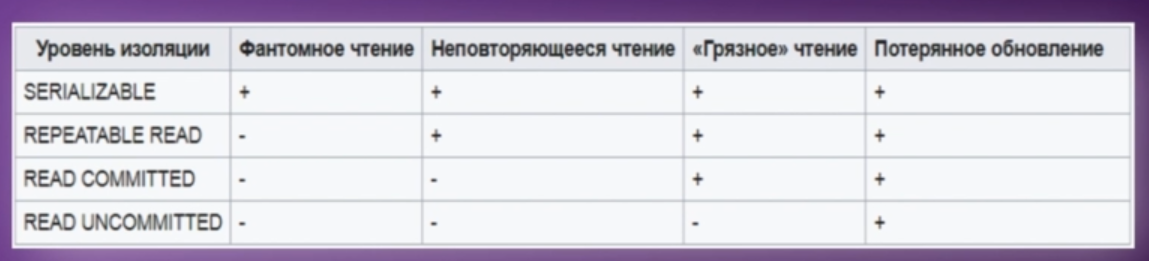 Уровень изоляции Фантомное чтение Неповторяющееся чтение «Грязное» чтение Потерянное обновление
SERIALIZABLE + + + +
REPEATABLE READ - + + +
READ COMMITTED - - + +
READ UNCOMMITTED - - - +